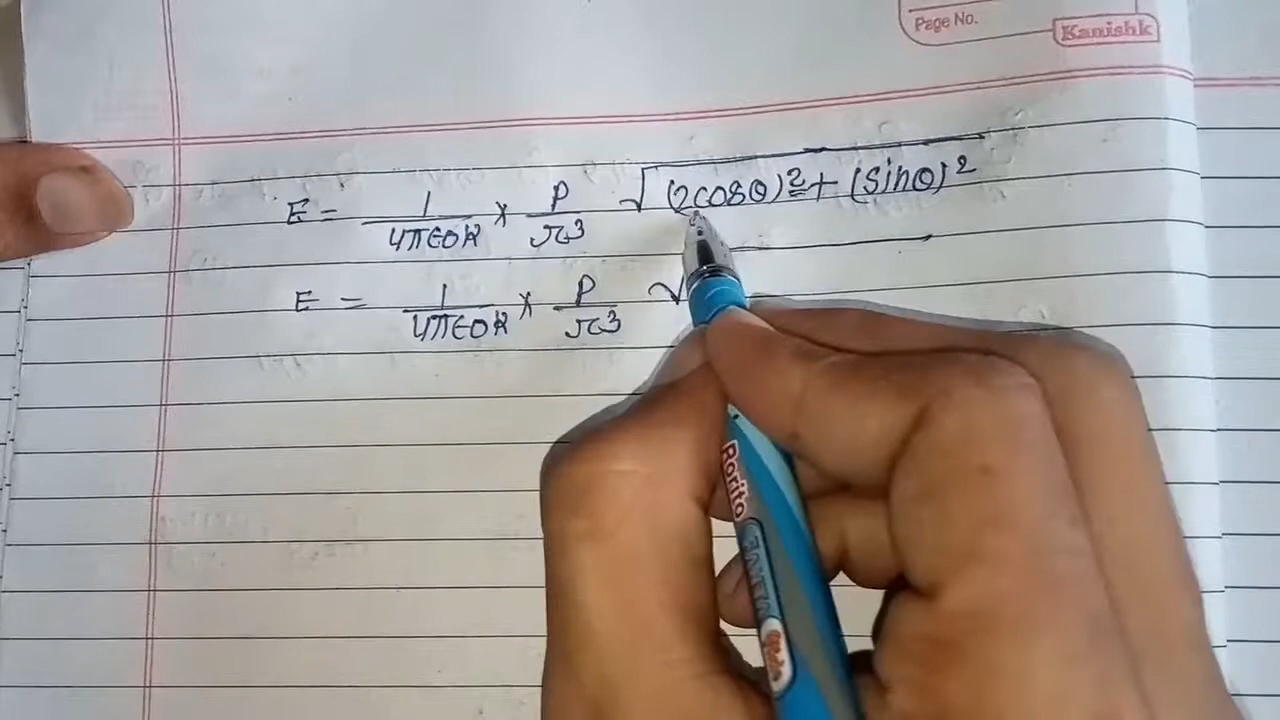 Page No.
Kanishk
E = 1/4πϵ0K × P/r³ √(2cosθ)² + (sinθ)²
E = 1/4πϵ0K × P/r³ √
Rorito